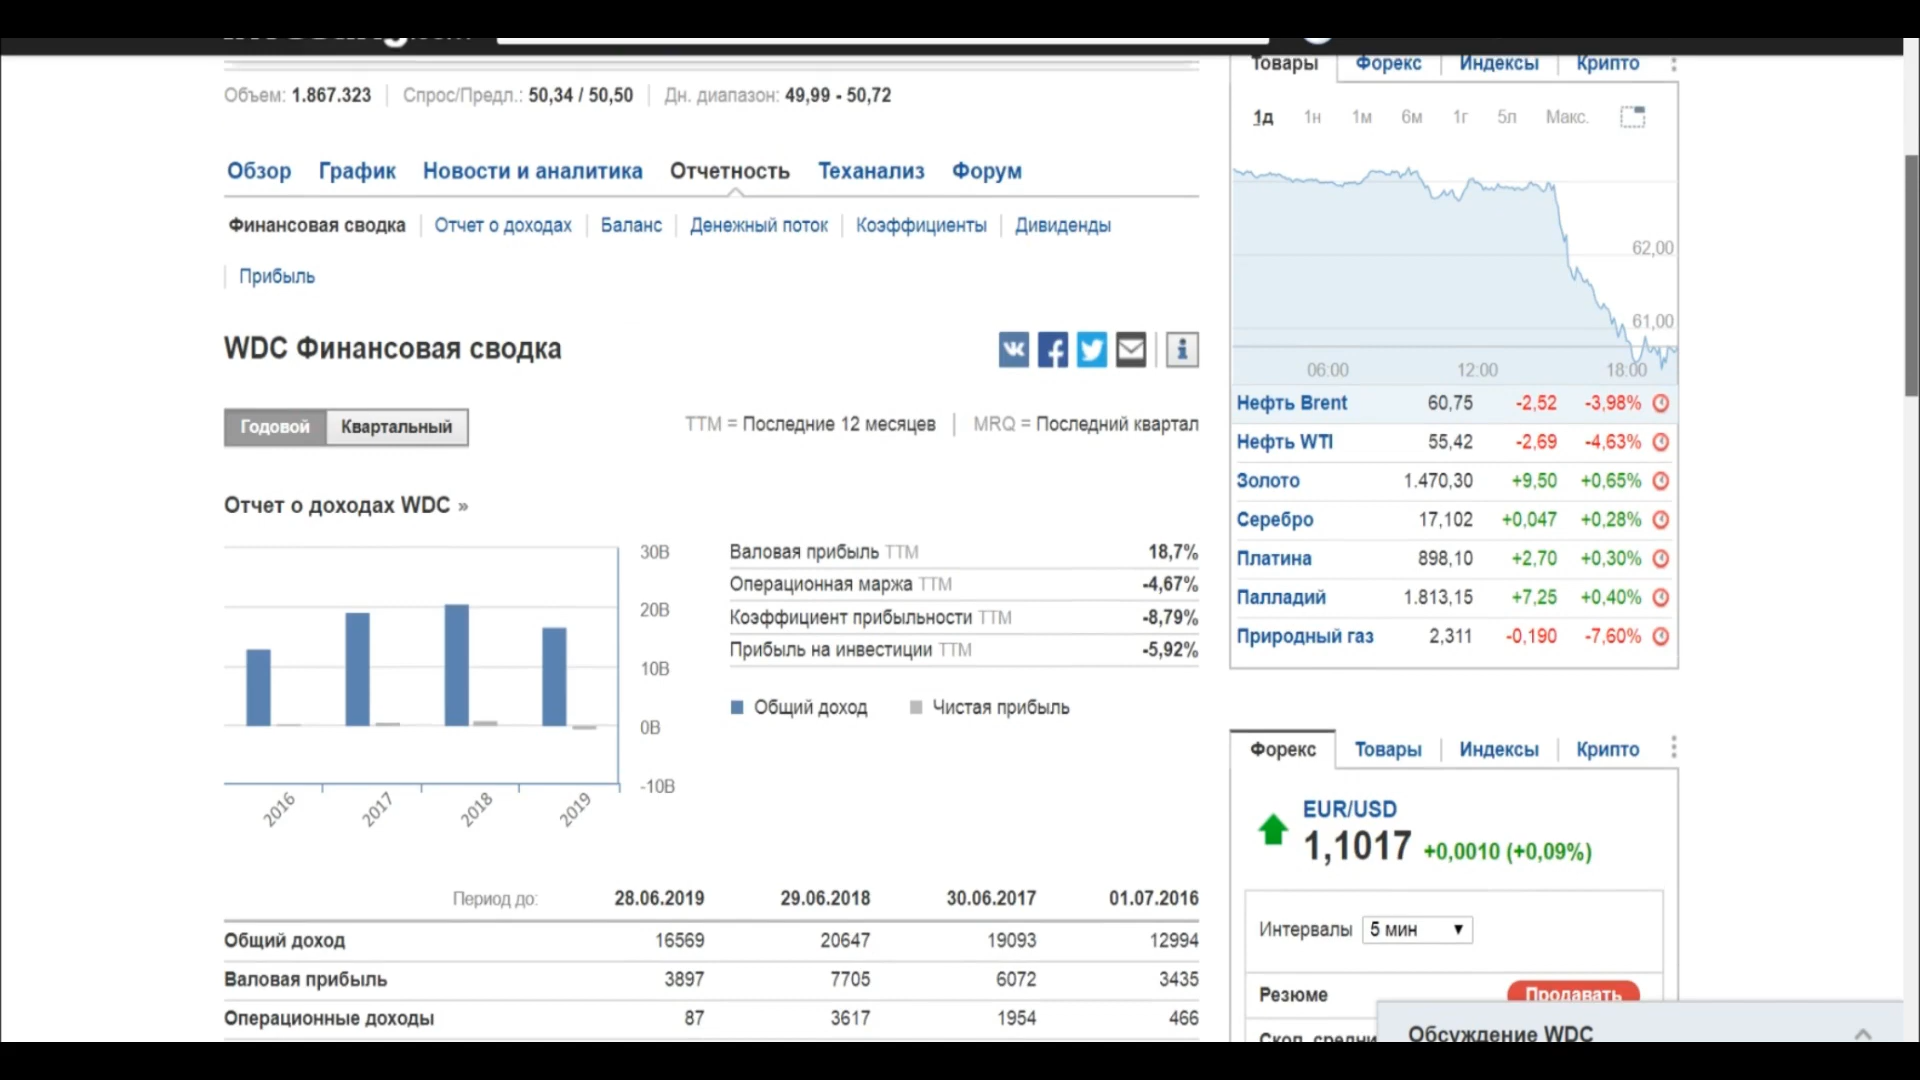 Объем: 1.867.323 Спрос/Предл.: 50,34 / 50,50 Дн. диапазон: 49,99 - 50,72
Обзор График Новости и аналитика Отчетность Теханализ Форум
Финансовая сводка Отчет о доходах Баланс Денежный поток Коэффициенты Дивиденды
Прибыль
WDC Финансовая сводка
Годовой Квартальный TTM = Последние 12 месяцев MRQ = Последний квартал
Отчет о доходах WDC »
30B
20B
10B
0B
-10B
2016 2017 2018 2019
Валовая прибыль TTM 18,7%
Операционная маржа TTM -4,67%
Коэффициент прибыльности TTM -8,79%
Прибыль на инвестиции TTM -5,92%
Общий доход Чистая прибыль
Период до: 28.06.2019 29.06.2018 30.06.2017 01.07.2016
Общий доход 16569 20647 19093 12994
Валовая прибыль 3897 7705 6072 3435
Операционные доходы 87 3617 1954 466
Товары Форекс Индексы Крипто
1д 1н 1м 6м 1г 5л Макс.
62,00
61,00
06:00 12:00 18:00
Нефть Brent 60,75 -2,52 -3,98%
Нефть WTI 55,42 -2,69 -4,63%
Золото 1.470,30 +9,50 +0,65%
Серебро 17,102 +0,047 +0,28%
Платина 898,10 +2,70 +0,30%
Палладий 1.813,15 +7,25 +0,40%
Природный газ 2,311 -0,190 -7,60%
Форекс Товары Индексы Крипто
EUR/USD
1,1017 +0,0010 (+0,09%)
Интервалы 5 мин
Резюме Продавать
Обсуждение WDC